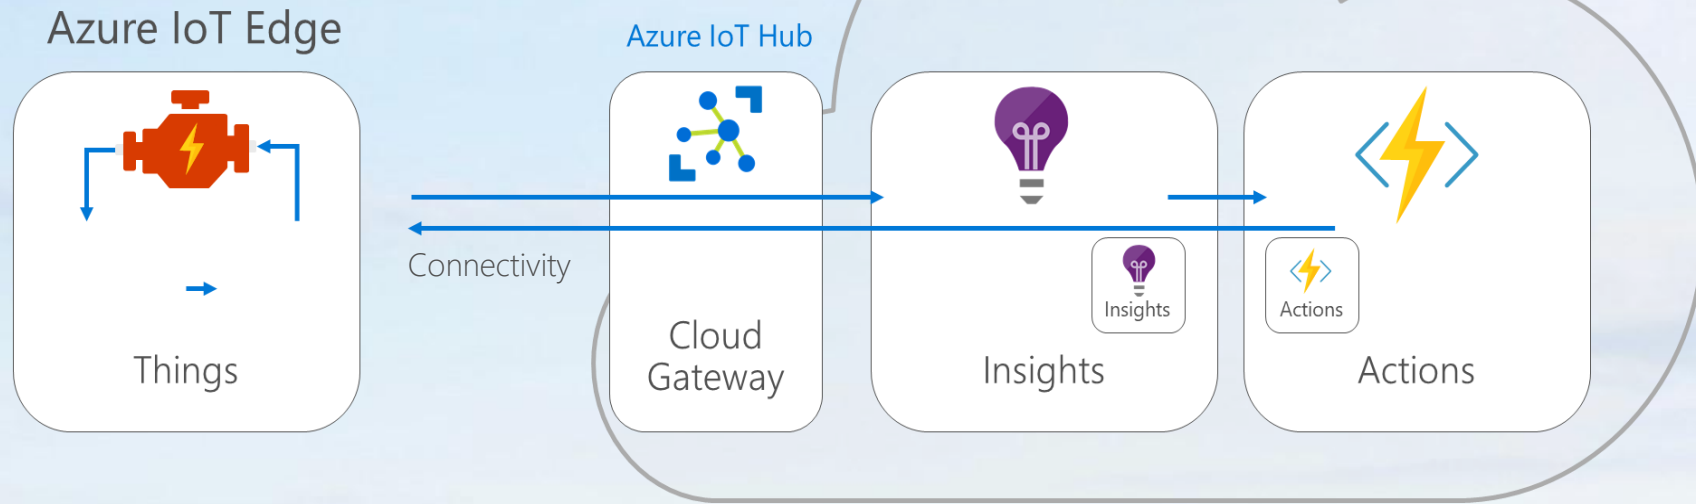 Azure IoT Edge
Azure IoT Hub
Connectivity
Things
Cloud
Gateway
Insights
Insights
Actions
Actions